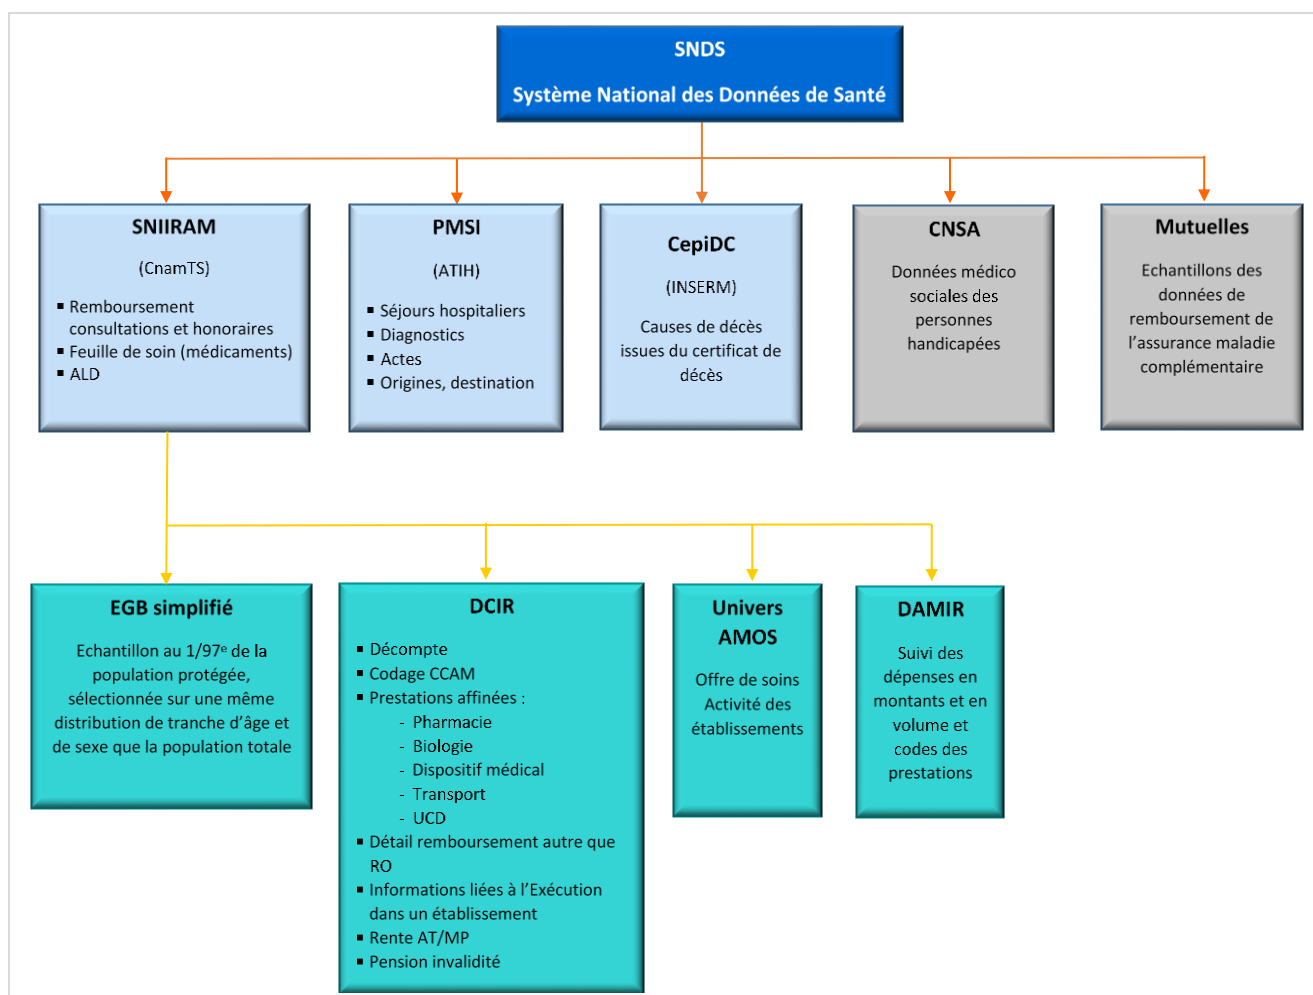 SNDS
Système National des Données de Santé
SNIIRAM
(CnamTS)
▪ Remboursement
consultations et honoraires
▪ Feuille de soin (médicaments)
▪ ALD
PMSI
(ATIH)
▪ Séjours hospitaliers
▪ Diagnostics
▪ Actes
▪ Origines, destination
CepiDC
(INSERM)
Causes de décès
issues du certificat de
décès
CNSA
Données médico
sociales des
personnes
handicapées
Mutuelles
Echantillons des
données de
remboursement de
l’assurance maladie
complémentaire
EGB simplifié
Echantillon au 1/97e de la
population protégée,
sélectionnée sur une même
distribution de tranche d’âge et
de sexe que la population totale
DCIR
▪ Décompte
▪ Codage CCAM
▪ Prestations affinées :
- Pharmacie
- Biologie
- Dispositif médical
- Transport
- UCD
▪ Détail remboursement autre que
RO
▪ Informations liées à l’Exécution
dans un établissement
▪ Rente AT/MP
▪ Pension invalidité
Univers
AMOS
Offre de soins
Activité des
établissements
DAMIR
Suivi des
dépenses en
montants et en
volume et
codes des
prestations